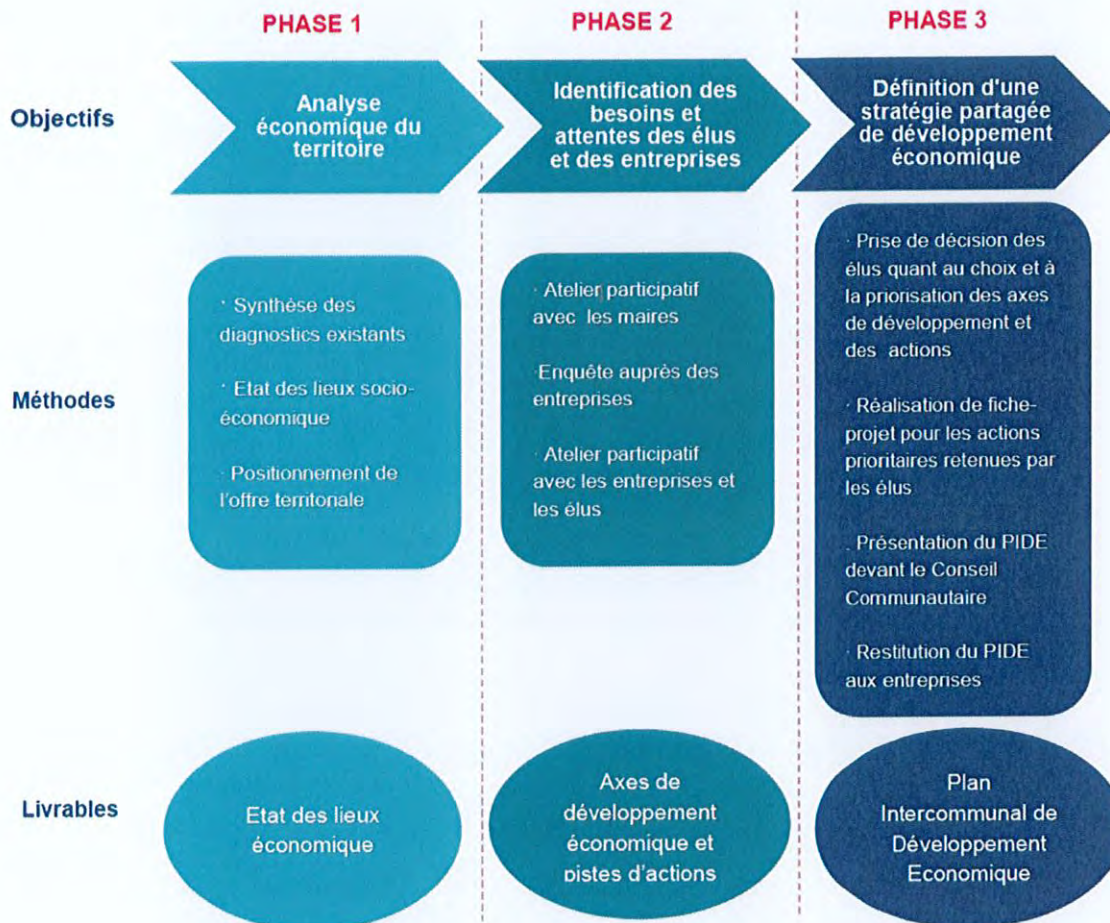 PHASE 1
PHASE 2
PHASE 3
Objectifs
Analyse
économique du
territoire
Identification des
besoins et
attentes des élus
et des entreprises
Définition d'une
stratégie partagée
de développement
économique
Méthodes
· Synthèse des
diagnostics existants
· Etat des lieux socio-
économique
· Positionnement de
l'offre territoriale
· Atelier participatif
avec les maires
·Enquête auprès des
entreprises
· Atelier participatif
avec les entreprises et
les élus
· Prise de décision des
élus quant au choix et à
la priorisation des axes
de développement et
des actions
· Réalisation de fiche-
projet pour les actions
prioritaires retenues par
les élus
. Présentation du PIDE
devant le Conseil
Communautaire
· Restitution du PIDE
aux entreprises
Livrables
Etat des lieux
économique
Axes de
développement
économique et
pistes d'actions
Plan
Intercommunal de
Développement
Economique